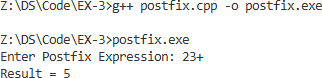 Z:\DS\Code\EX-3>g++ postfix.cpp -o postfix.exe
Z:\DS\Code\EX-3>postfix.exe
Enter Postfix Expression: 23+
Result = 5